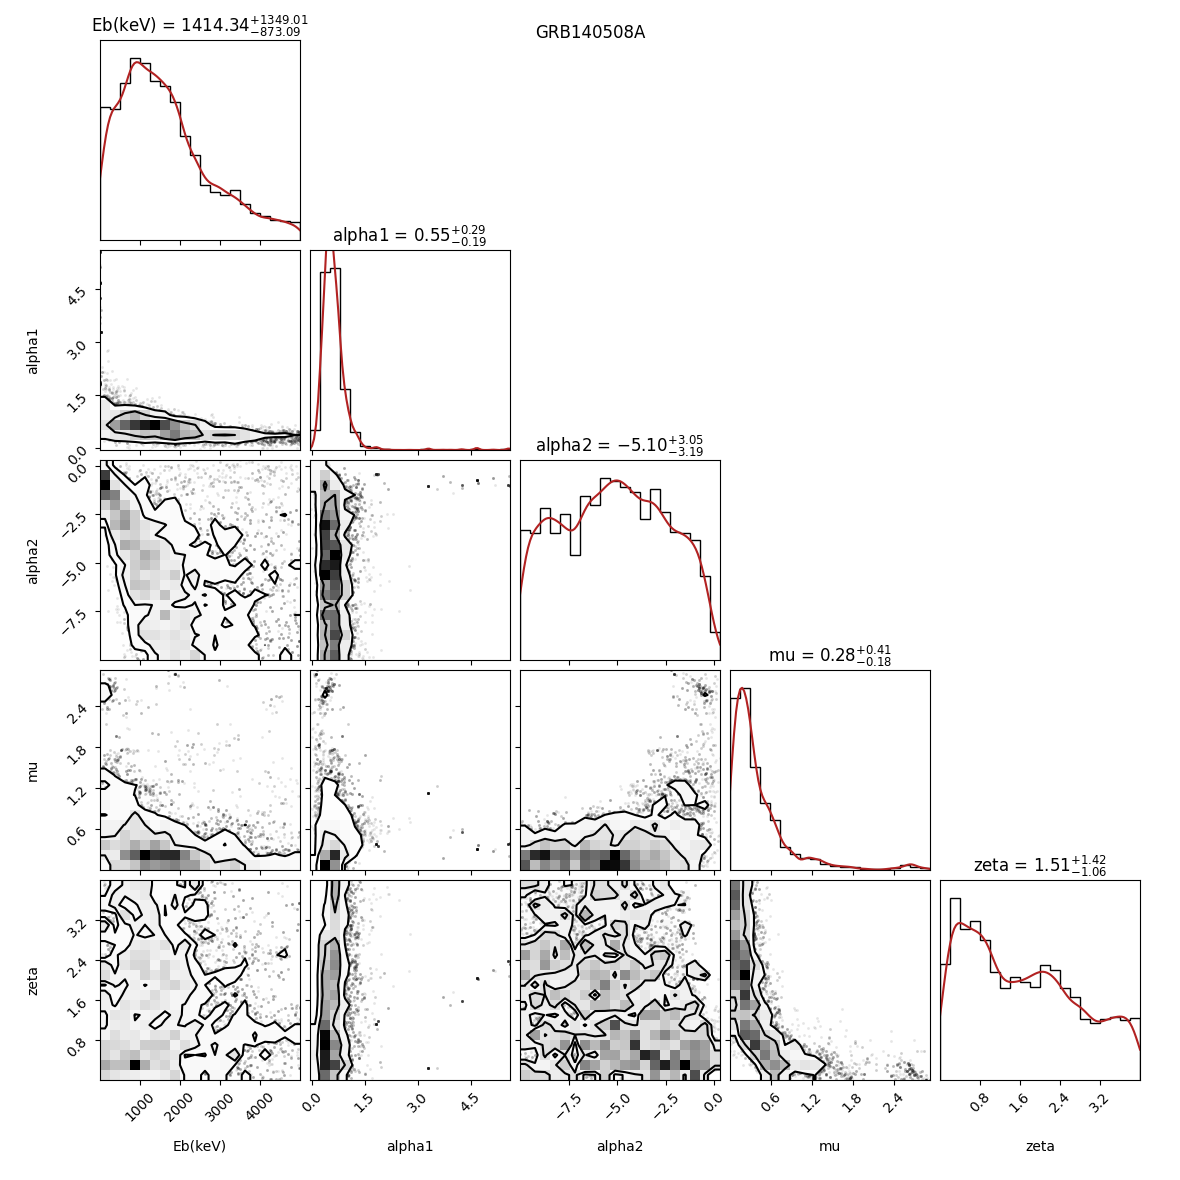 Eb(keV) = 1414.34+1349.01−873.09
GRB140508A
alpha1 = 0.55+0.29−0.19
4.5
3.0
1.5
0.0
alpha1
alpha2 = −5.10+3.05−3.19
0.0
−2.5
−5.0
−7.5
alpha2
mu = 0.28+0.41−0.18
2.4
1.8
1.2
0.6
mu
zeta = 1.51+1.42−1.06
3.2
2.4
1.6
0.8
zeta
1000 2000 3000 4000
0.0 1.5 3.0 4.5
−7.5 −5.0 −2.5 0.0
0.6 1.2 1.8 2.4
0.8 1.6 2.4 3.2
Eb(keV) alpha1 alpha2 mu zeta